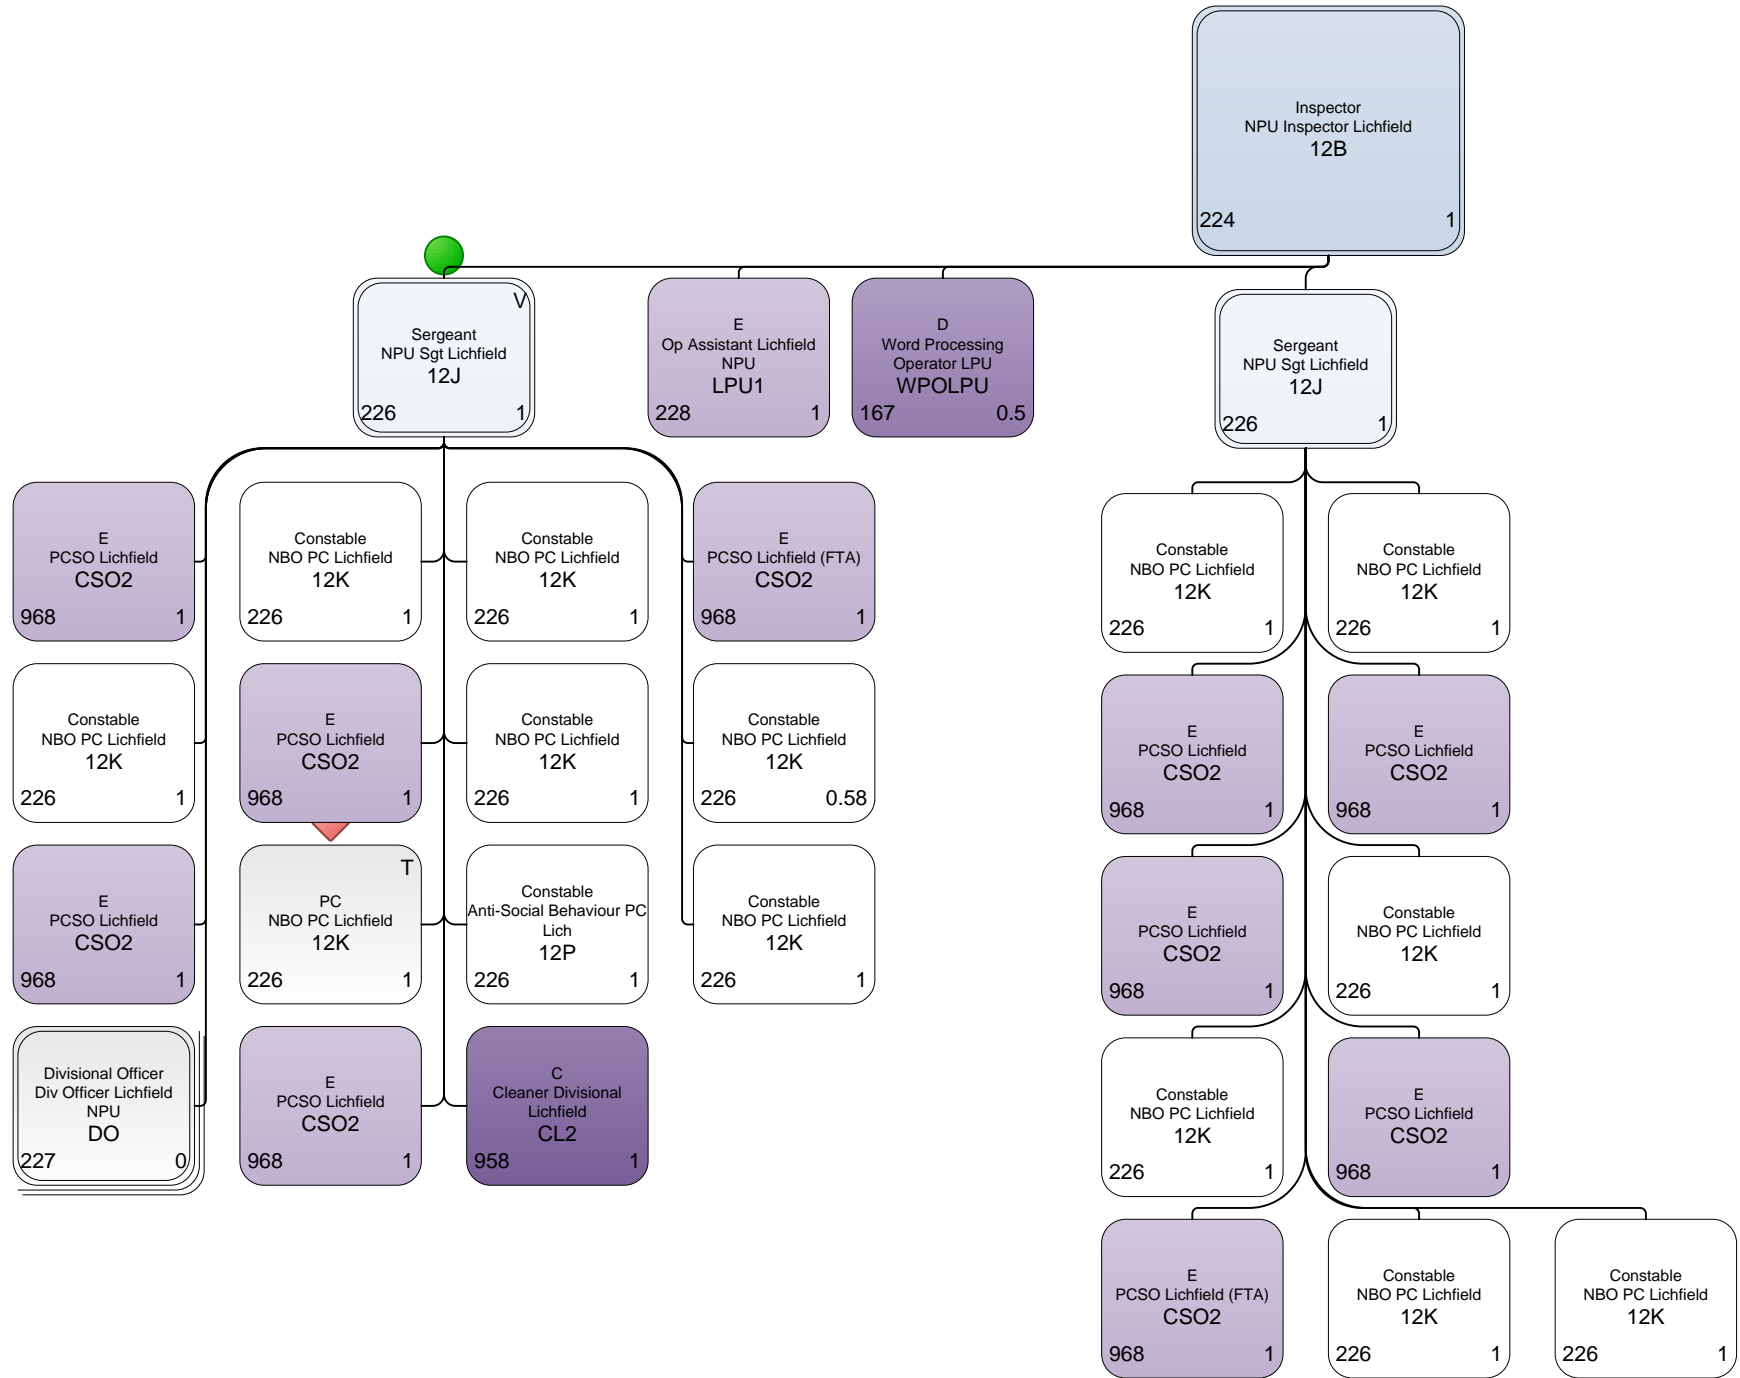 Inspector
NPU Inspector Lichfield
12B
224 1
V
Sergeant
NPU Sgt Lichfield
12J
226 1
E
Op Assistant Lichfield
NPU
LPU1
228 1
D
Word Processing
Operator LPU
WPOLPU
167 0.5
Sergeant
NPU Sgt Lichfield
12J
226 1
E
PCSO Lichfield
CSO2
968 1
Constable
NBO PC Lichfield
12K
226 1
Constable
NBO PC Lichfield
12K
226 1
E
PCSO Lichfield (FTA)
CSO2
968 1
Constable
NBO PC Lichfield
12K
226 1
E
PCSO Lichfield
CSO2
968 1
Constable
NBO PC Lichfield
12K
226 1
Constable
NBO PC Lichfield
12K
226 0.58
E
PCSO Lichfield
CSO2
968 1
T
PC
NBO PC Lichfield
12K
226 1
Constable
Anti-Social Behaviour PC
Lich
12P
226 1
Constable
NBO PC Lichfield
12K
226 1
Divisional Officer
Div Officer Lichfield
NPU
DO
227 0
E
PCSO Lichfield
CSO2
968 1
C
Cleaner Divisional
Lichfield
CL2
958 1
Constable
NBO PC Lichfield
12K
226 1
Constable
NBO PC Lichfield
12K
226 1
E
PCSO Lichfield
CSO2
968 1
E
PCSO Lichfield
CSO2
968 1
E
PCSO Lichfield
CSO2
968 1
Constable
NBO PC Lichfield
12K
226 1
Constable
NBO PC Lichfield
12K
226 1
E
PCSO Lichfield
CSO2
968 1
E
PCSO Lichfield (FTA)
CSO2
968 1
Constable
NBO PC Lichfield
12K
226 1
Constable
NBO PC Lichfield
12K
226 1